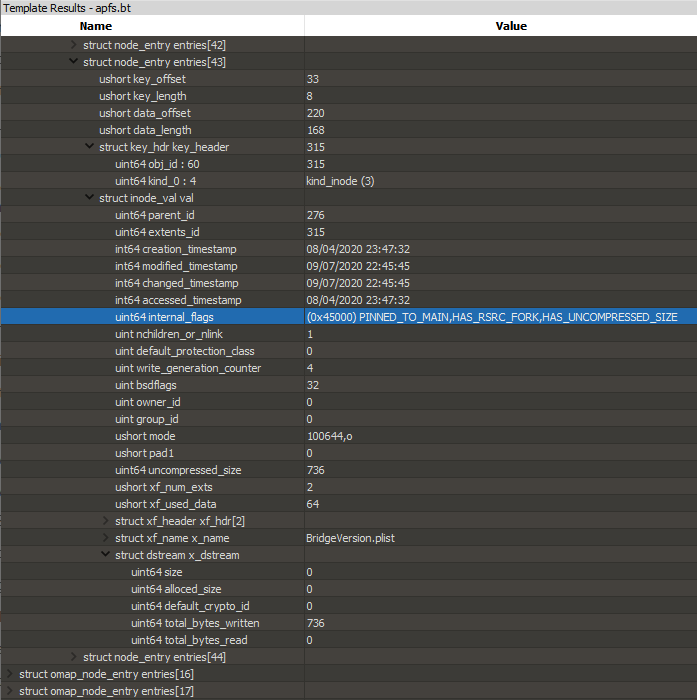 Template Results - apfs.bt
Name Value
struct node_entry entries[42]
struct node_entry entries[43]
ushort key_offset 33
ushort key_length 8
ushort data_offset 220
ushort data_length 168
struct key_hdr key_header 315
uint64 obj_id : 60 315
uint64 kind_0 : 4 kind_inode (3)
struct inode_val val
uint64 parent_id 276
uint64 extents_id 315
int64 creation_timestamp 08/04/2020 23:47:32
int64 modified_timestamp 09/07/2020 22:45:45
int64 changed_timestamp 09/07/2020 22:45:45
int64 accessed_timestamp 08/04/2020 23:47:32
uint64 internal_flags (0x45000) PINNED_TO_MAIN,HAS_RSRC_FORK,HAS_UNCOMPRESSED_SIZE
uint nchildren_or_nlink 1
uint default_protection_class 0
uint write_generation_counter 4
uint bsdflags 32
uint owner_id 0
uint group_id 0
ushort mode 100644,o
ushort pad1 0
uint64 uncompressed_size 736
ushort xf_num_exts 2
ushort xf_used_data 64
struct xf_header xf_hdr[2]
struct xf_name x_name BridgeVersion.plist
struct dstream x_dstream
uint64 size 0
uint64 alloced_size 0
uint64 default_crypto_id 0
uint64 total_bytes_written 736
uint64 total_bytes_read 0
struct node_entry entries[44]
struct omap_node_entry entries[16]
struct omap_node_entry entries[17]